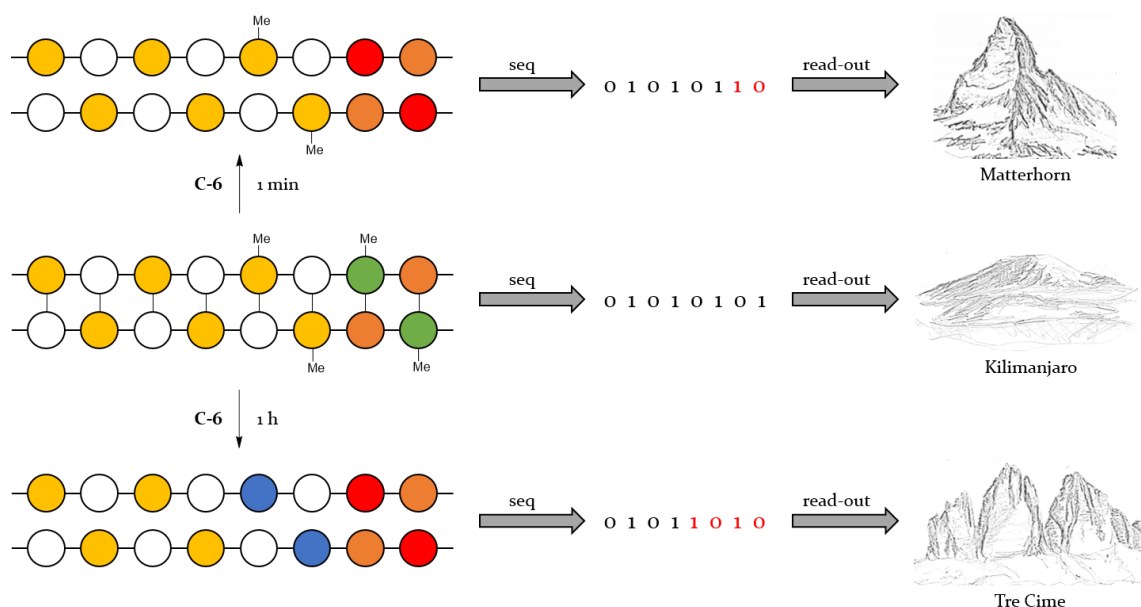 Me
seq
0 1 0 1 0 1 1 0
read-out
Me
Matterhorn
C-6
1 min
Me
Me
seq
0 1 0 1 0 1 0 1
read-out
Me
Me
Kilimanjaro
C-6
1 h
seq
0 1 0 1 1 0 1 0
read-out
Tre Cime